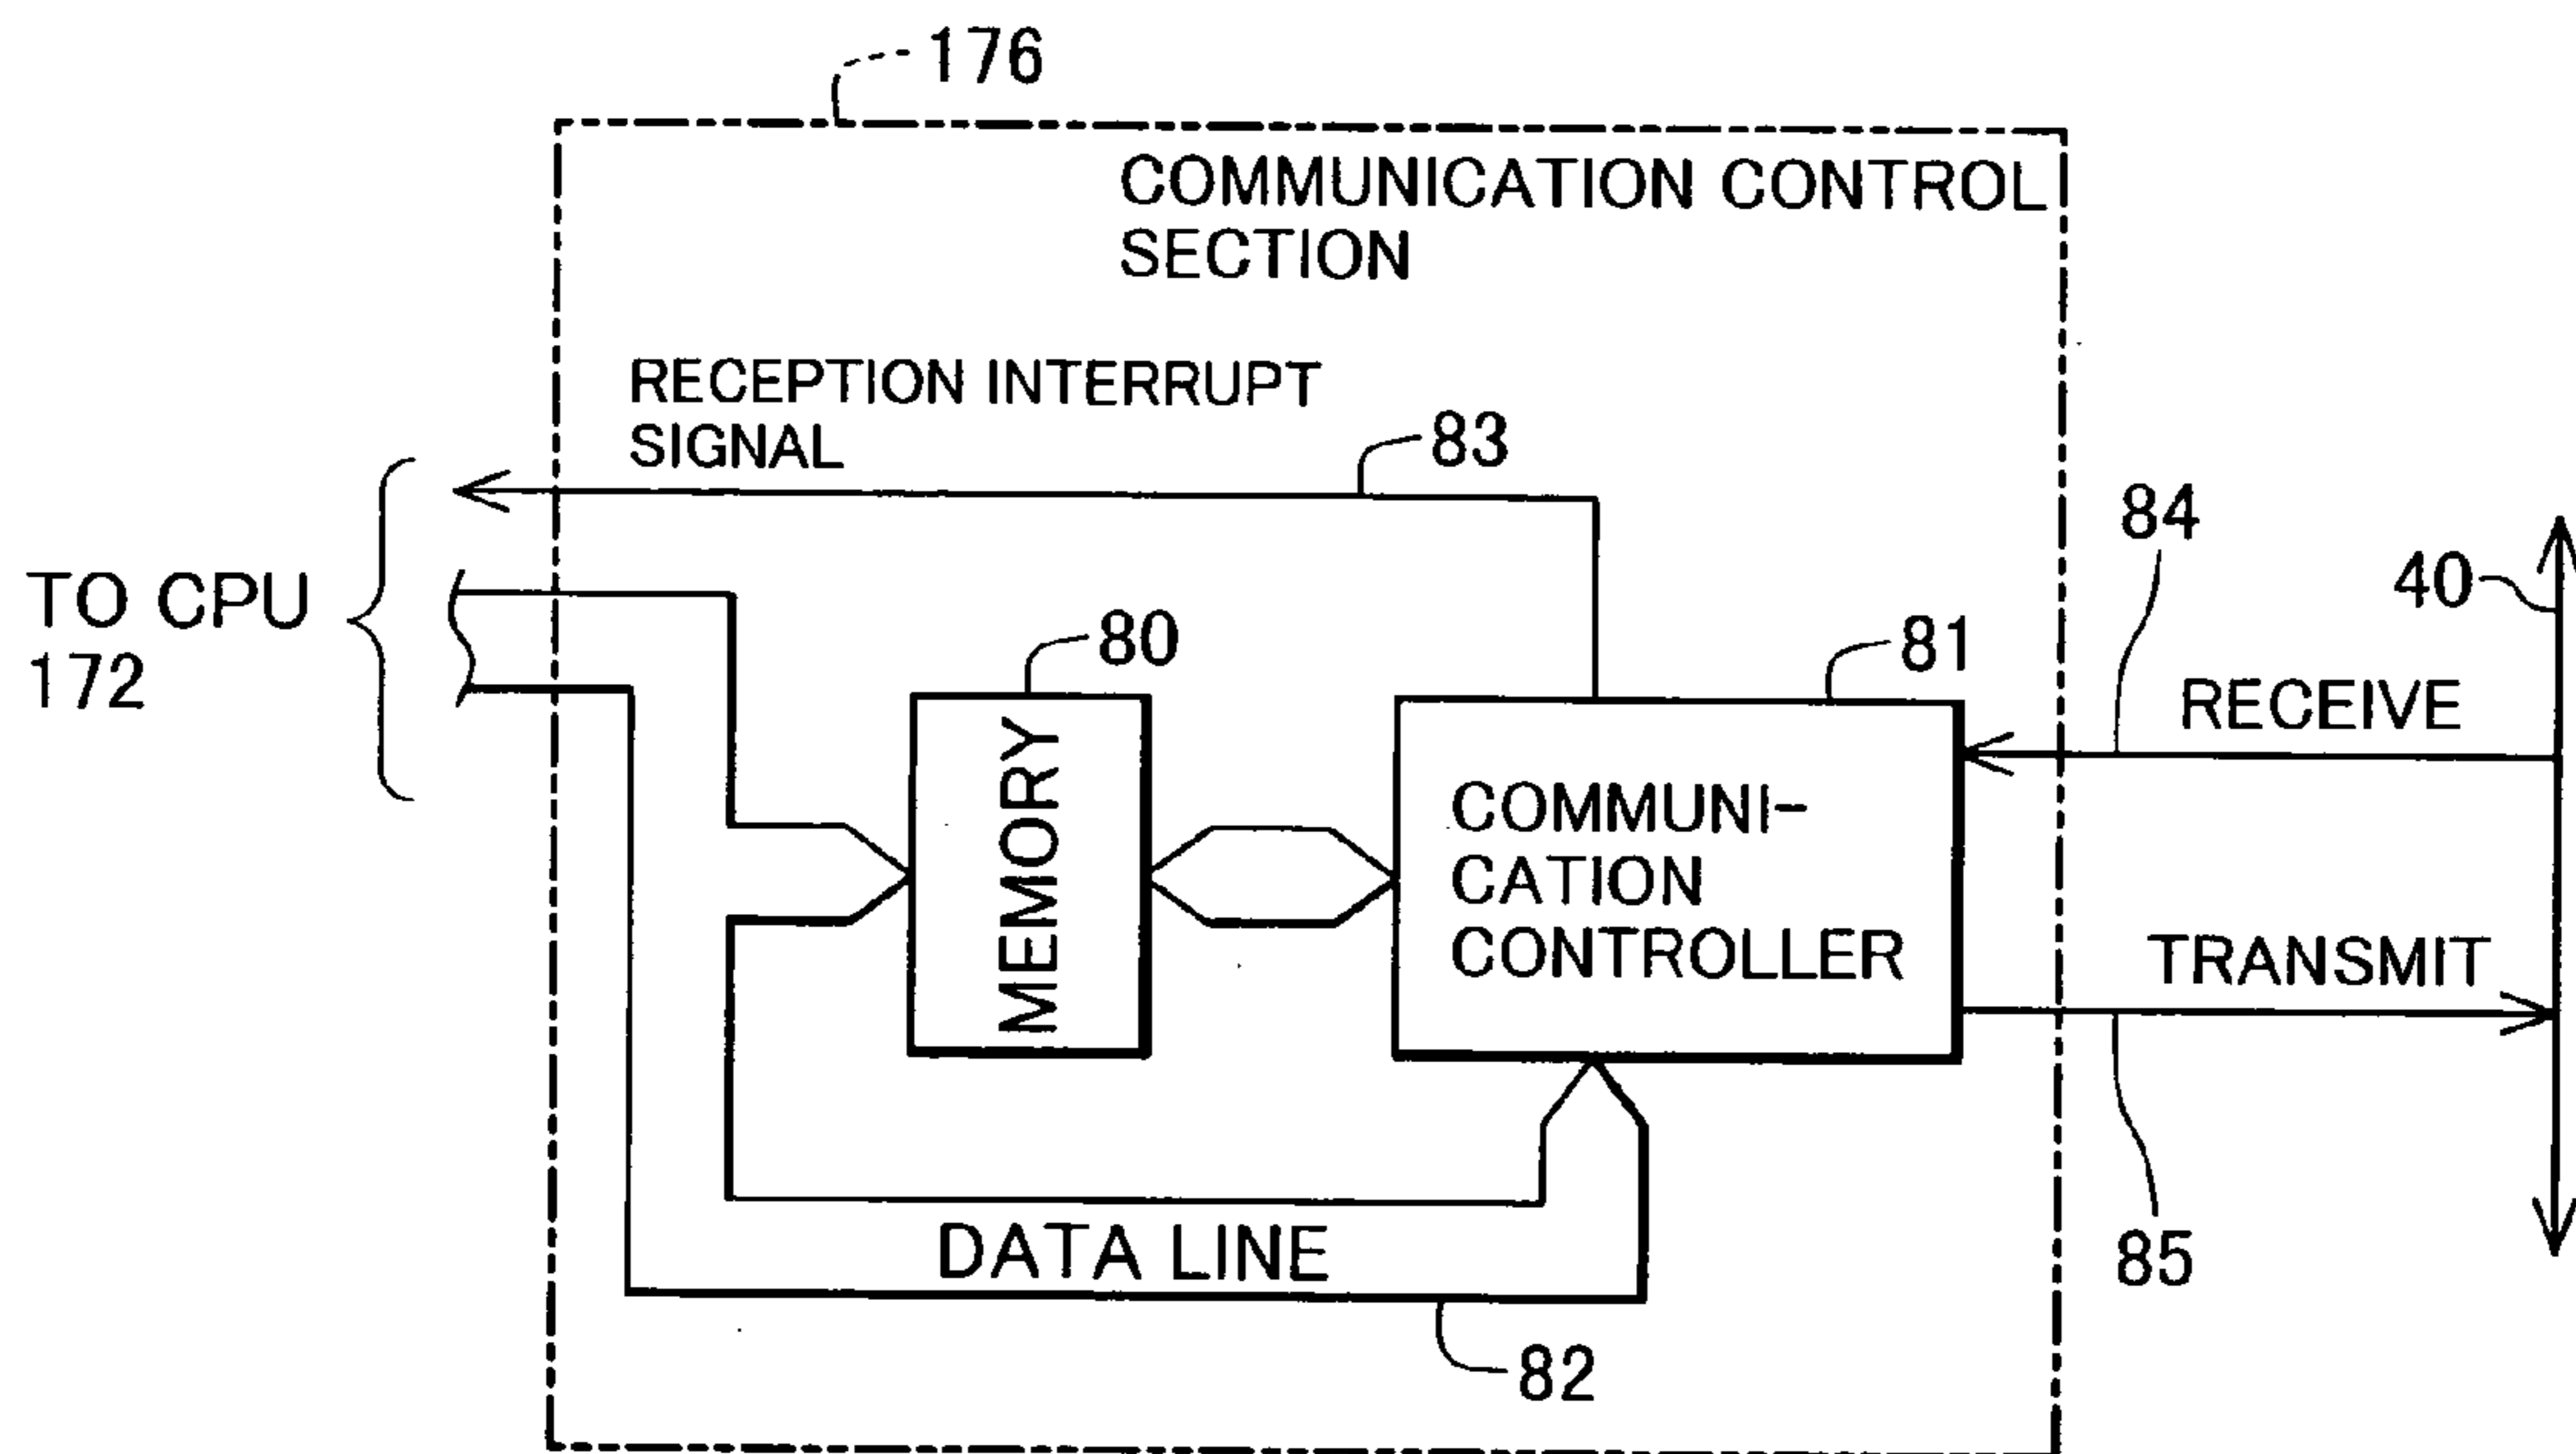 176
COMMUNICATION CONTROL
SECTION
RECEPTION INTERRUPT
SIGNAL
83
84
40
TO CPU
172
80
81
RECEIVE
MEMORY
COMMUNI-
CATION
CONTROLLER
TRANSMIT
DATA LINE
85
82